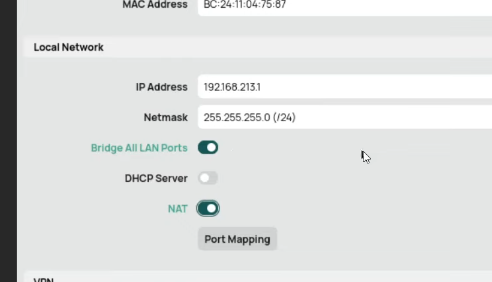 MAC Address BC:24:11:04:75:87
Local Network
IP Address 192.168.213.1
Netmask 255.255.255.0 (/24)
Bridge All LAN Ports
DHCP Server
NAT
Port Mapping
VPN